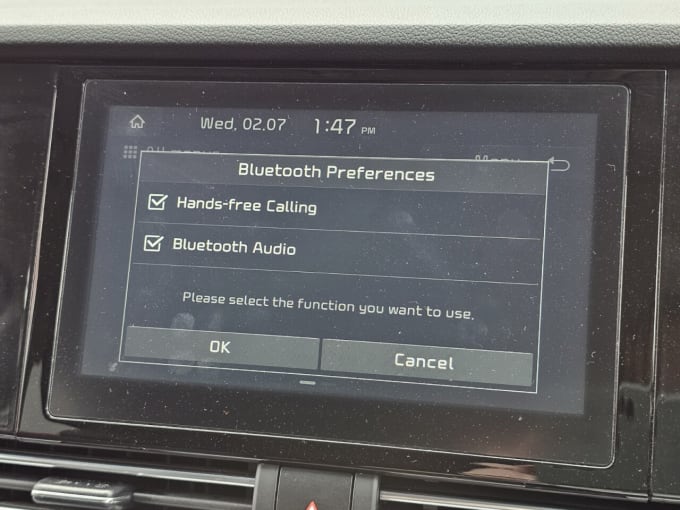 Wed, 02.07 1:47 PM
Bluetooth Preferences
Hands-free Calling
Bluetooth Audio
Please select the function you want to use.
OK Cancel